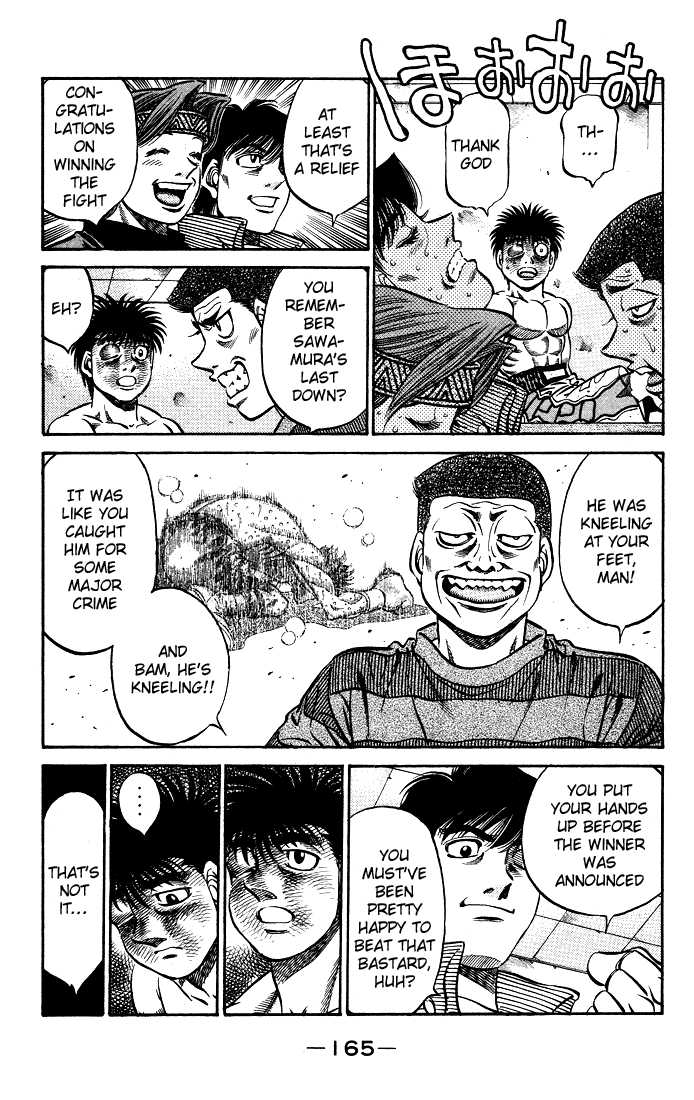 ほぉぉおぉ
TH-
...
THANK
GOD
AT
LEAST
THAT'S
A RELIEF
CON-
GRATU-
LATIONS
ON
WINNING
THE
FIGHT
YOU
REMEM-
BER
SAWA-
MURA'S
LAST
DOWN?
EH?
HE WAS
KNEELING
AT YOUR
FEET,
MAN!
IT WAS
LIKE YOU
CAUGHT
HIM FOR
SOME
MAJOR
CRIME
AND
BAM, HE'S
KNEELING!!
YOU PUT
YOUR HANDS
UP BEFORE
THE WINNER
WAS
ANNOUNCED
YOU
MUST'VE
BEEN
PRETTY
HAPPY TO
BEAT THAT
BASTARD,
HUH?
....
THAT'S
NOT
IT...
—165—